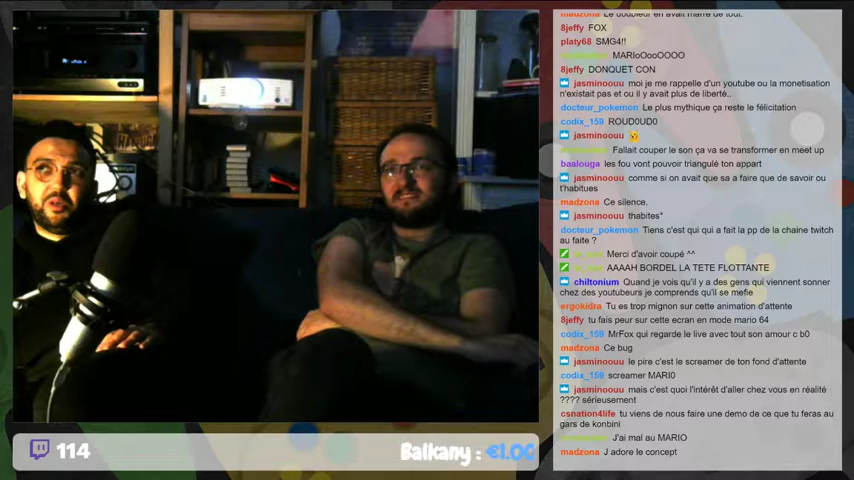 madzona Le doubleur en avait marre de tout.
8jeffy FOX
platy68 SMG4!!
MARIoOooOOOO
8jeffy DONQUET CON
jasminoouu moi je me rappelle d'un youtube ou la monetisation
n'existait pas et ou il y avait plus de liberté..
docteur_pokemon Le plus mythique ça reste le félicitation
codix_159 ROUD0UD0
jasminoouu
Fallait couper le son ça va se transformer en meet up
baalouga les fou vont pouvoir triangulé ton appart
jasminoouu comme si on avait que sa a faire que de savoir ou
t'habitues
madzona Ce silence.
jasminoouu thabites*
docteur_pokemon Tiens c'est qui qui a fait la pp de la chaine twitch
au faite ?
Merci d'avoir coupé ^^
AAAAH BORDEL LA TETE FLOTTANTE
chiltonium Quand je vois qu'il y a des gens qui viennent sonner
chez des youtubeurs je comprends qu'il se mefie
ergokidra Tu es trop mignon sur cette animation d'attente
8jeffy tu fais peur sur cette ecran en mode mario 64
codix_159 MrFox qui regarde le live avec tout son amour c b0
madzona Ce bug
jasminoouu le pire c'est le screamer de ton fond d'attente
codix_159 screamer MARI0
jasminoouu mais c'est quoi l'intérêt d'aller chez vous en réalité
???? sérieusement
csnation4life tu viens de nous faire une demo de ce que tu feras au
gars de konbini
J'ai mal au MARIO
madzona J adore le concept
114
Balkany : €1.00